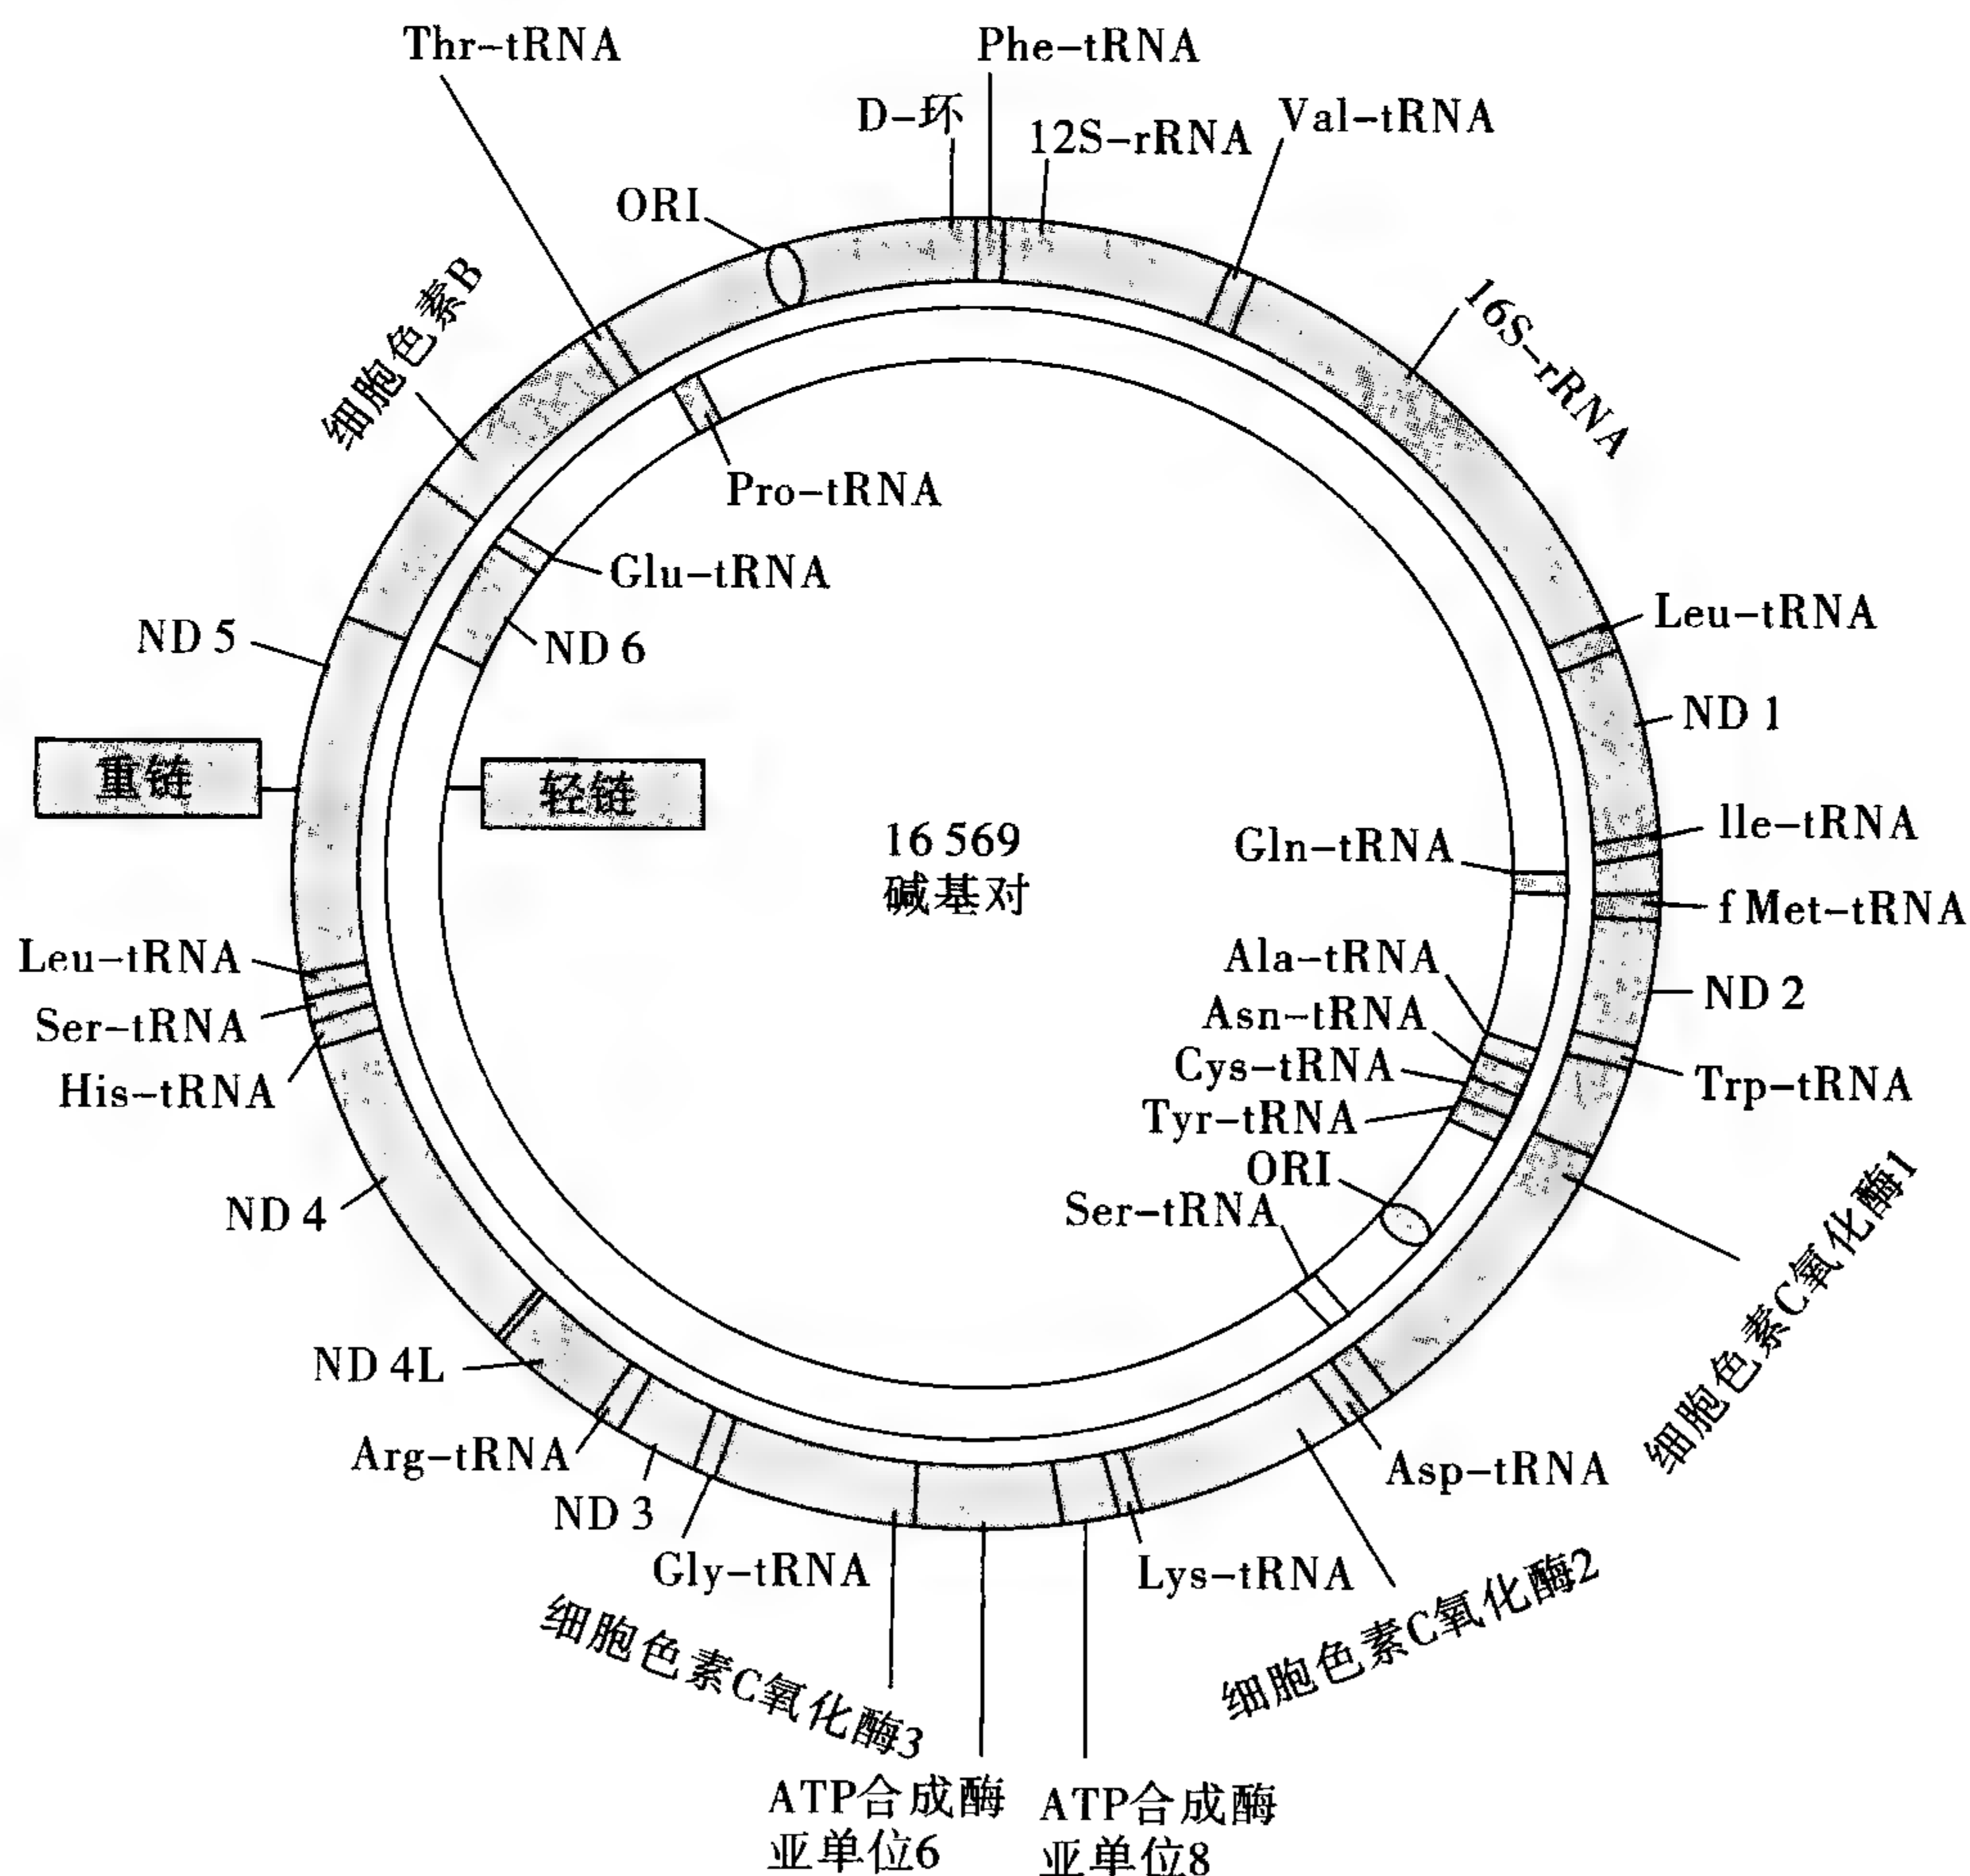 Thr-tRNA
Phe-tRNA
D-环
12S-rRNA
Val-tRNA
ORI
细胞色素B
16S-rRNA
Pro-tRNA
Glu-tRNA
ND 6
ND 5
Leu-tRNA
ND 1
重链
轻链
16 569
碱基对
Gln-tRNA
lle-tRNA
f Met-tRNA
Leu-tRNA
Ser-tRNA
His-tRNA
Ala-tRNA
Asn-tRNA
Cys-tRNA
Tyr-tRNA
ORI
Ser-tRNA
ND 2
Trp-tRNA
细胞色素C氧化酶1
ND 4
ND 4L
Arg-tRNA
ND 3
Gly-tRNA
Asp-tRNA
Lys-tRNA
细胞色素C氧化酶2
细胞色素C氧化酶3
ATP合成酶
亚单位6
ATP合成酶
亚单位8